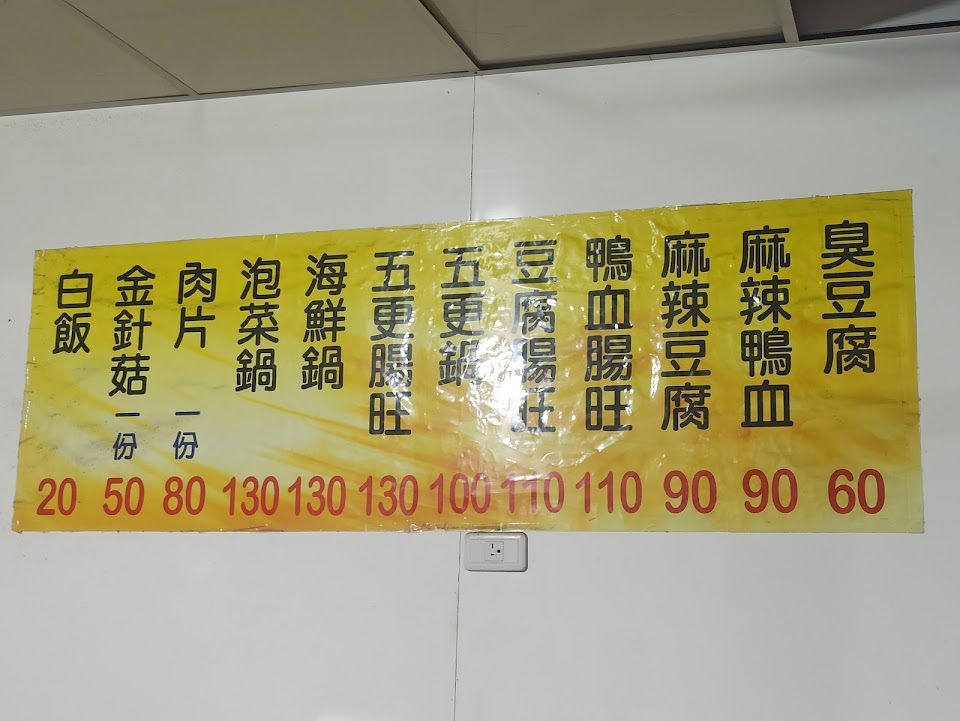 臭豆腐 60
麻辣鴨血 90
麻辣豆腐 90
鴨血腸旺 110
豆腐腸旺 110
五更鍋 100
五更腸旺 130
海鮮鍋 130
泡菜鍋 130
肉片一份 80
金針菇一份 50
白飯 20